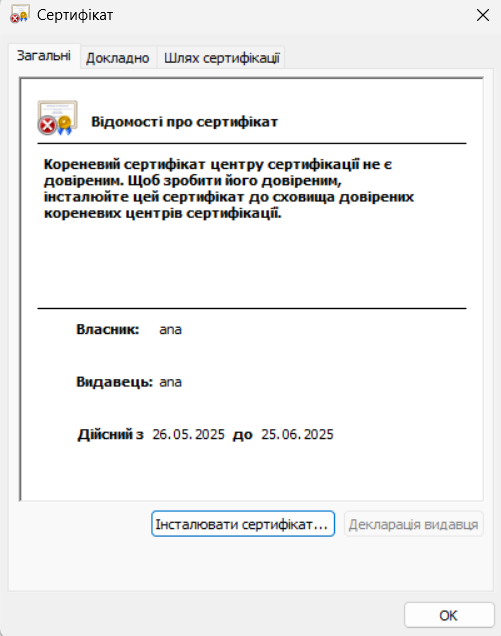 Сертифікат
Загальні Докладно Шлях сертифікації
Відомості про сертифікат
Кореневий сертифікат центру сертифікації не є
довіреним. Щоб зробити його довіреним,
інсталюйте цей сертифікат до сховища довірених
кореневих центрів сертифікації.
Власник: ana
Видавець: ana
Дійсний з 26.05.2025 до 25.06.2025
Інсталювати сертифікат... Декларація видавця
ОК